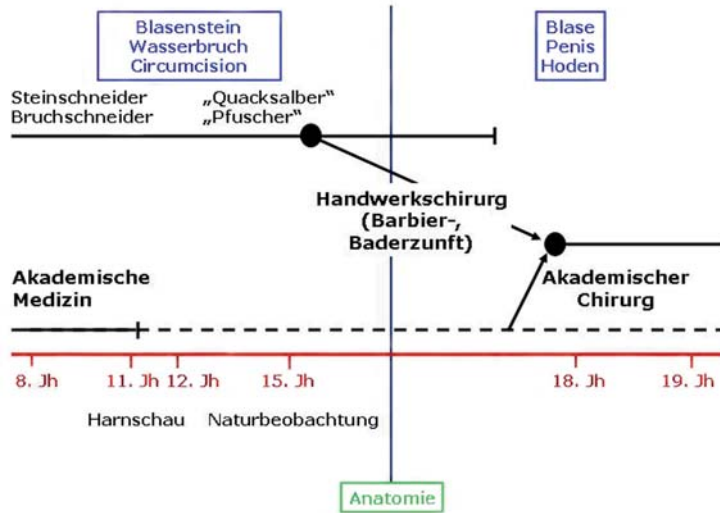 Blasenstein
Wasserbruch
Circumcision
Blase
Penis
Hoden
Steinschneider
Bruchschneider
„Quacksalber“
„Pfuscher“
Handwerkschirurg
(Barbier-,
Baderzunft)
Akademische
Medizin
Akademischer
Chirurg
8. Jh
11. Jh
12. Jh
15. Jh
18. Jh
19. Jh
Harnschau
Naturbeobachtung
Anatomie